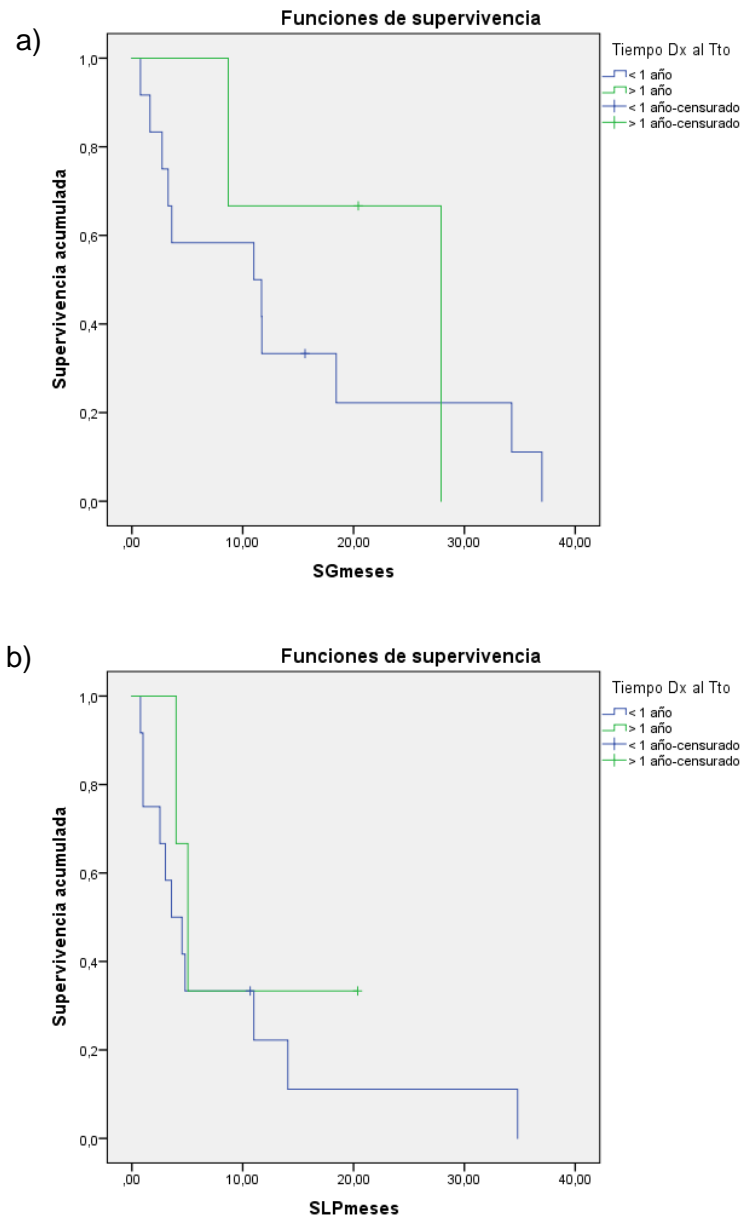 a)
Funciones de supervivencia
Tiempo Dx al Tto
< 1 año
> 1 año
< 1 año-censurado
> 1 año-censurado
Supervivencia acumulada
1,0
0,8
0,6
0,4
0,2
0,0
,00 10,00 20,00 30,00 40,00
SGmeses
b)
Funciones de supervivencia
Tiempo Dx al Tto
< 1 año
> 1 año
< 1 año-censurado
> 1 año-censurado
Supervivencia acumulada
1,0
0,8
0,6
0,4
0,2
0,0
,00 10,00 20,00 30,00 40,00
SLPmeses